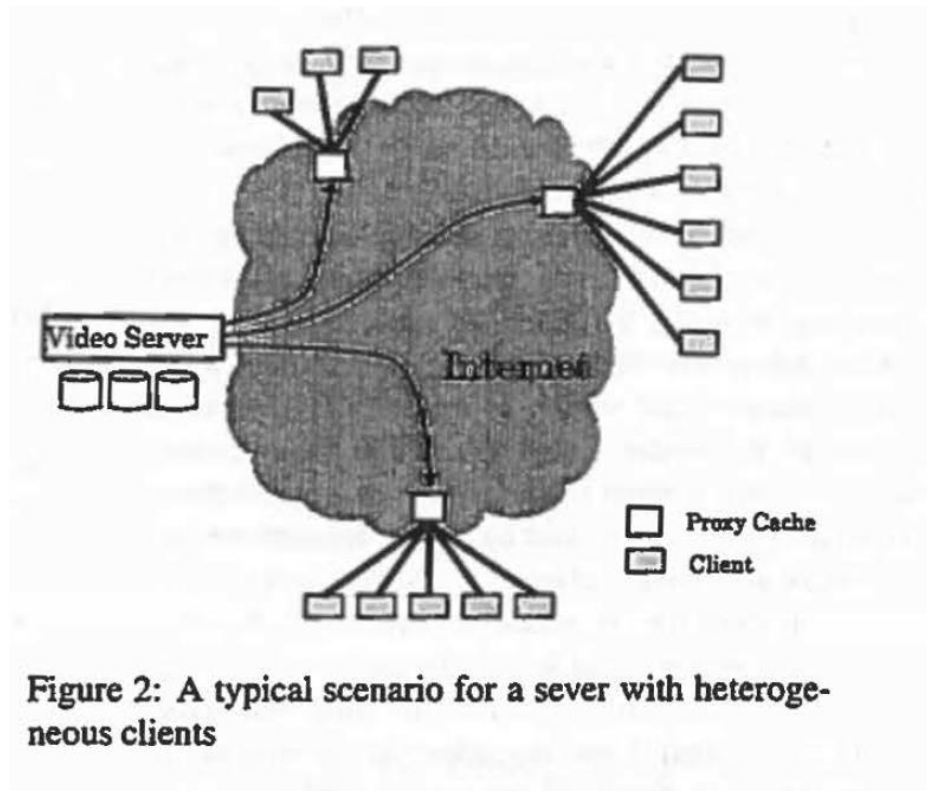 Video Server
Internet
Proxy Cache
Client
Figure 2: A typical scenario for a sever with heteroge-
neous clients